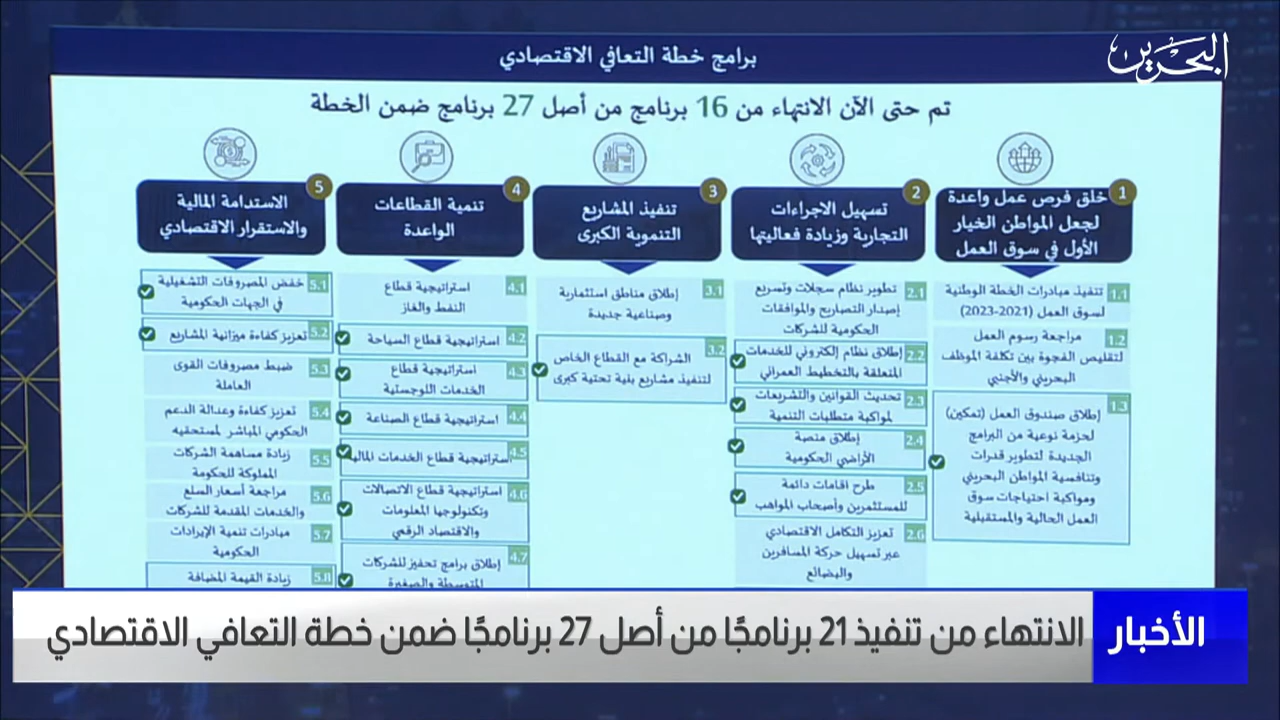 البحرين
برامج خطة التعافي الاقتصادي
تم حتى الآن الانتهاء من 16 برنامج من أصل 27 برنامج ضمن الخطة
1
خلق فرص عمل واعدة
لجعل المواطن الخيار
الأول في سوق العمل
1.1
تنفيذ مبادرات الخطة الوطنية
لسوق العمل (2021-2023)
1.2
مراجعة رسوم العمل
لتقليص الفجوة بين تكلفة الموظف
البحريني والأجنبي
1.3
إطلاق صندوق العمل (تمكين)
لحزمة نوعية من البرامج
الجديدة لتطوير قدرات
وتنافسية المواطن البحريني
ومواكبة احتياجات سوق
العمل الحالية والمستقبلية
2
تسهيل الاجراءات
التجارية وزيادة فعاليتها
2.1
تطوير نظام سجلات وتسريع
إصدار التصاريح والموافقات
الحكومية للشركات
2.2
إطلاق نظام إلكتروني للخدمات
المتعلقة بالتخطيط العمراني
2.3
تحديث القوانين والتشريعات
لمواكبة متطلبات التنمية
2.4
إطلاق منصة
الأراضي الحكومية
2.5
طرح اقامات دائمة
للمستثمرين وأصحاب المواهب
2.6
تعزيز التكامل الاقتصادي
عبر تسهيل حركة المسافرين
والبضائع
3
تنفيذ المشاريع
التنموية الكبرى
3.1
إطلاق مناطق استثمارية
وصناعية جديدة
3.2
الشراكة مع القطاع الخاص
لتنفيذ مشاريع بنية تحتية كبرى
4
تنمية القطاعات
الواعدة
4.1
استراتيجية قطاع
النفط والغاز
4.2
استراتيجية قطاع السياحة
4.3
استراتيجية قطاع
الخدمات اللوجستية
4.4
استراتيجية قطاع الصناعة
4.5
استراتيجية قطاع الخدمات المالية
4.6
استراتيجية قطاع الاتصالات
وتكنولوجيا المعلومات
والاقتصاد الرقمي
4.7
إطلاق برامج تحفيز للشركات
المتوسطة والصغيرة
5
الاستدامة المالية
والاستقرار الاقتصادي
5.1
خفض المصروفات التشغيلية
في الجهات الحكومية
5.2
تعزيز كفاءة ميزانية المشاريع
5.3
ضبط مصروفات القوى
العاملة
5.4
تعزيز كفاءة وعدالة الدعم
الحكومي المباشر لمستحقيه
5.5
زيادة مساهمة الشركات
المملوكة للحكومة
5.6
مراجعة أسعار السلع
والخدمات المقدمة للشركات
5.7
مبادرات تنمية الإيرادات
الحكومية
5.8
زيادة القيمة المضافة
الأخبار
الانتهاء من تنفيذ 21 برنامجًا من أصل 27 برنامجًا ضمن خطة التعافي الاقتصادي